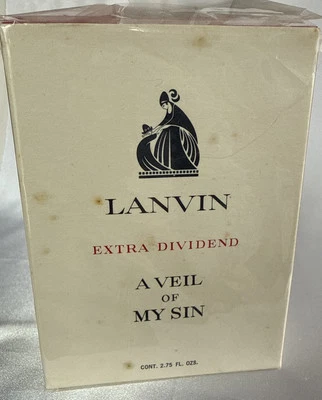 LANVIN
EXTRA DIVIDEND
A VEIL
OF
MY SIN
CONT. 2.75 FL. OZS.